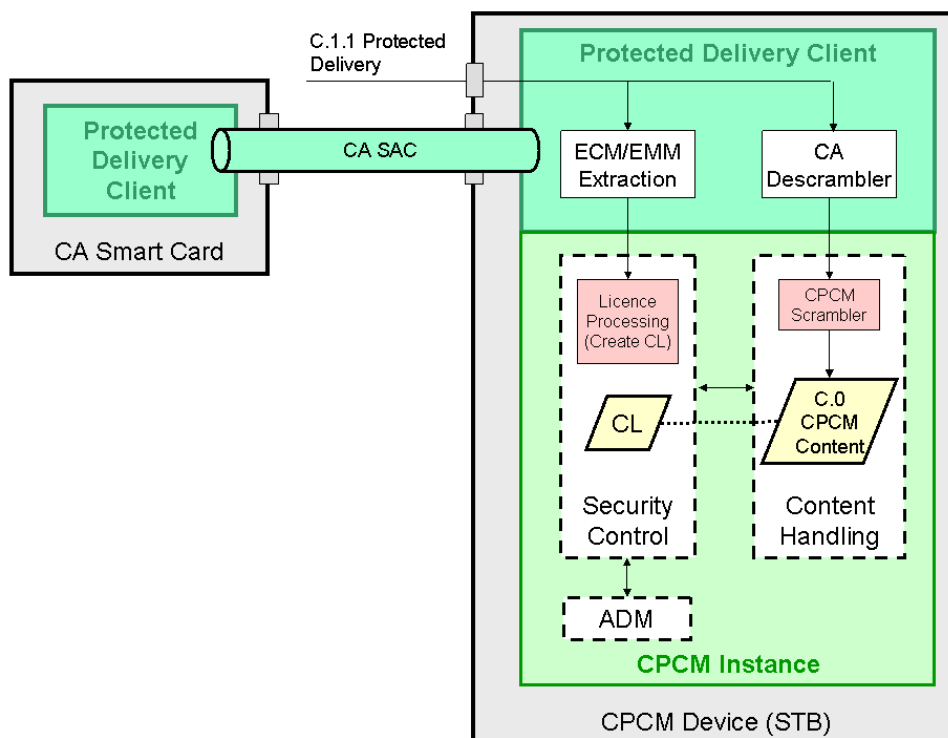 C.1.1 Protected
Delivery
Protected Delivery Client
Protected
Delivery
Client
CA SAC
ECM/EMM
Extraction
CA
Descrambler
CA Smart Card
Licence
Processing
(Create CL)
CPCM
Scrambler
CL
C.0
CPCM
Content
Security
Control
Content
Handling
ADM
CPCM Instance
CPCM Device (STB)